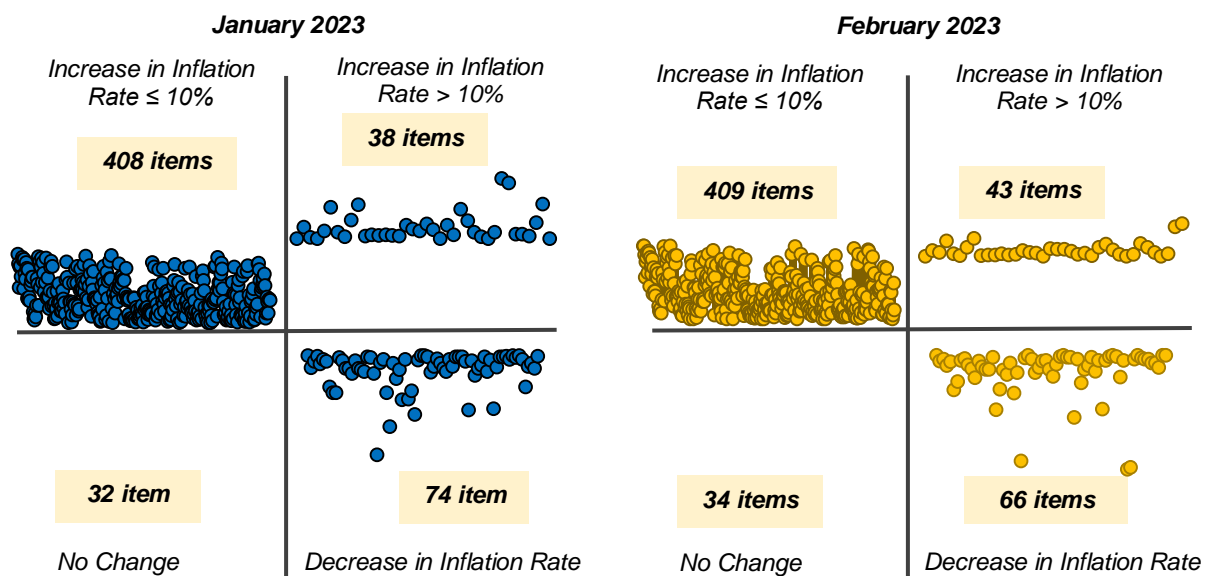 January 2023
Increase in Inflation
Rate ≤ 10%
Increase in Inflation
Rate > 10%
408 items
38 items
32 item
74 item
No Change
Decrease in Inflation Rate
February 2023
Increase in Inflation
Rate ≤ 10%
Increase in Inflation
Rate > 10%
409 items
43 items
34 items
66 items
No Change
Decrease in Inflation Rate